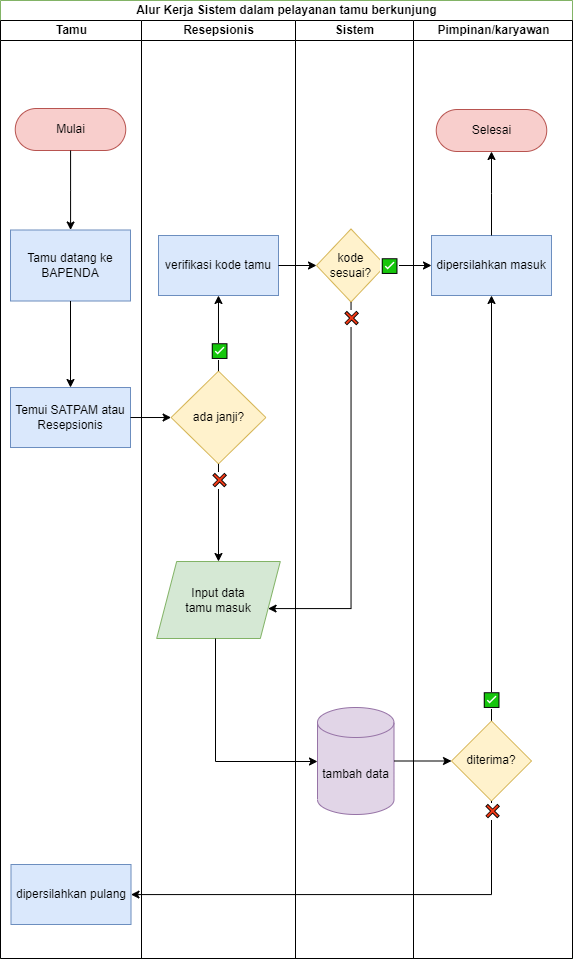 Alur Kerja Sistem dalam pelayanan tamu berkunjung
Tamu
Resepsionis
Sistem
Pimpinan/karyawan
Mulai
Selesai
Tamu datang ke
BAPENDA
verifikasi kode tamu
kode
sesuai?
dipersilahkan masuk
Temui SATPAM atau
Resepsionis
ada janji?
Input data
tamu masuk
tambah data
diterima?
dipersilahkan pulang